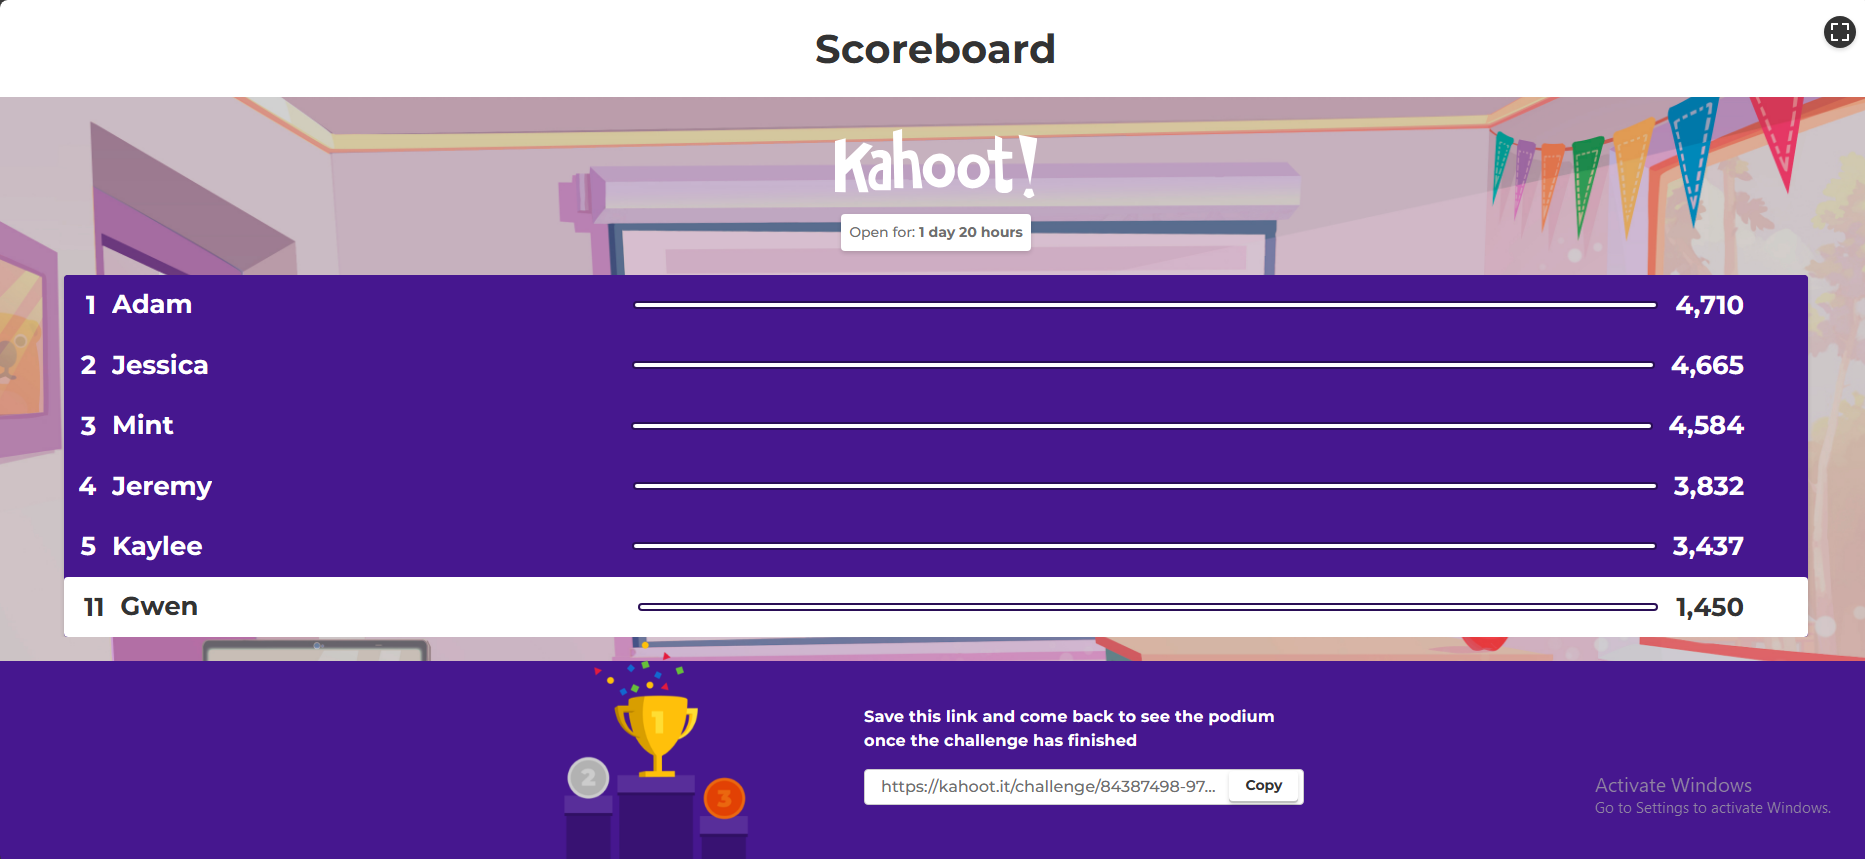 Scoreboard
Kahoot!
Open for: 1 day 20 hours
1 Adam 4,710
2 Jessica 4,665
3 Mint 4,584
4 Jeremy 3,832
5 Kaylee 3,437
11 Gwen 1,450
1
2
3
Save this link and come back to see the podium
once the challenge has finished
https://kahoot.it/challenge/84387498-97... Copy
Activate Windows
Go to Settings to activate Windows.